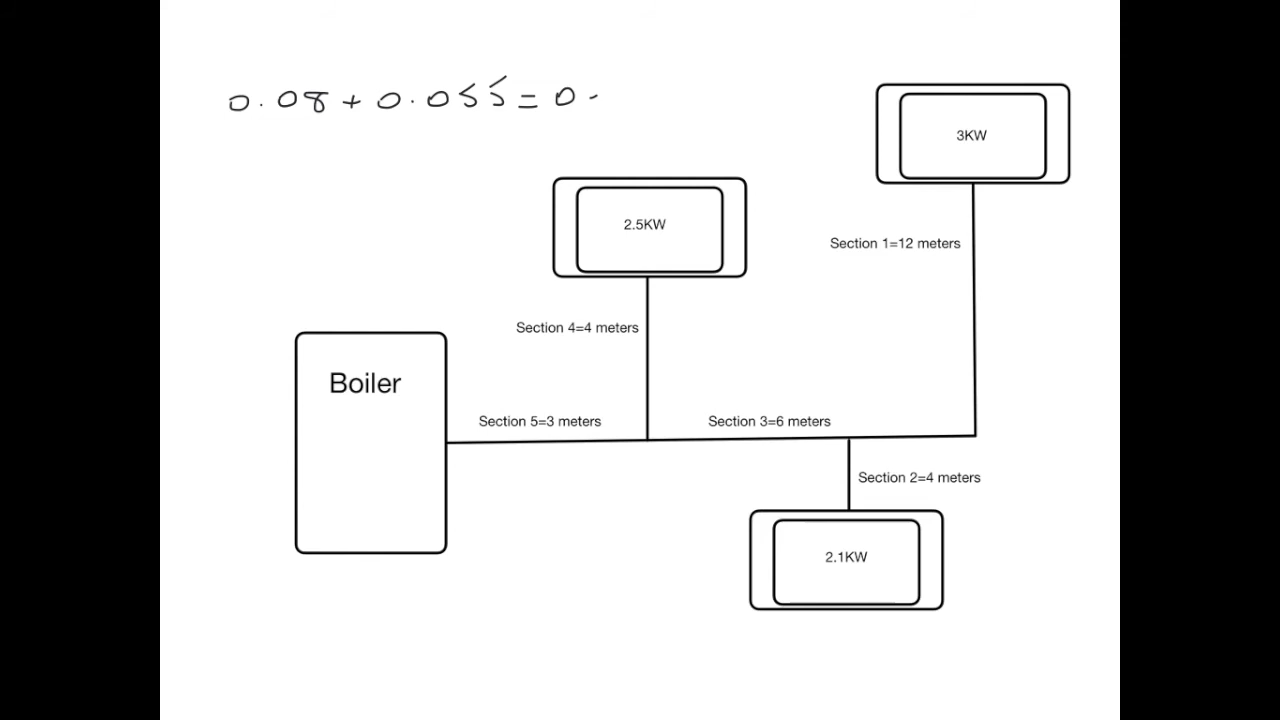 0.08 + 0.055 = 0.
3KW
2.5KW
Section 1=12 meters
Section 4=4 meters
Boiler
Section 5=3 meters
Section 3=6 meters
Section 2=4 meters
2.1KW